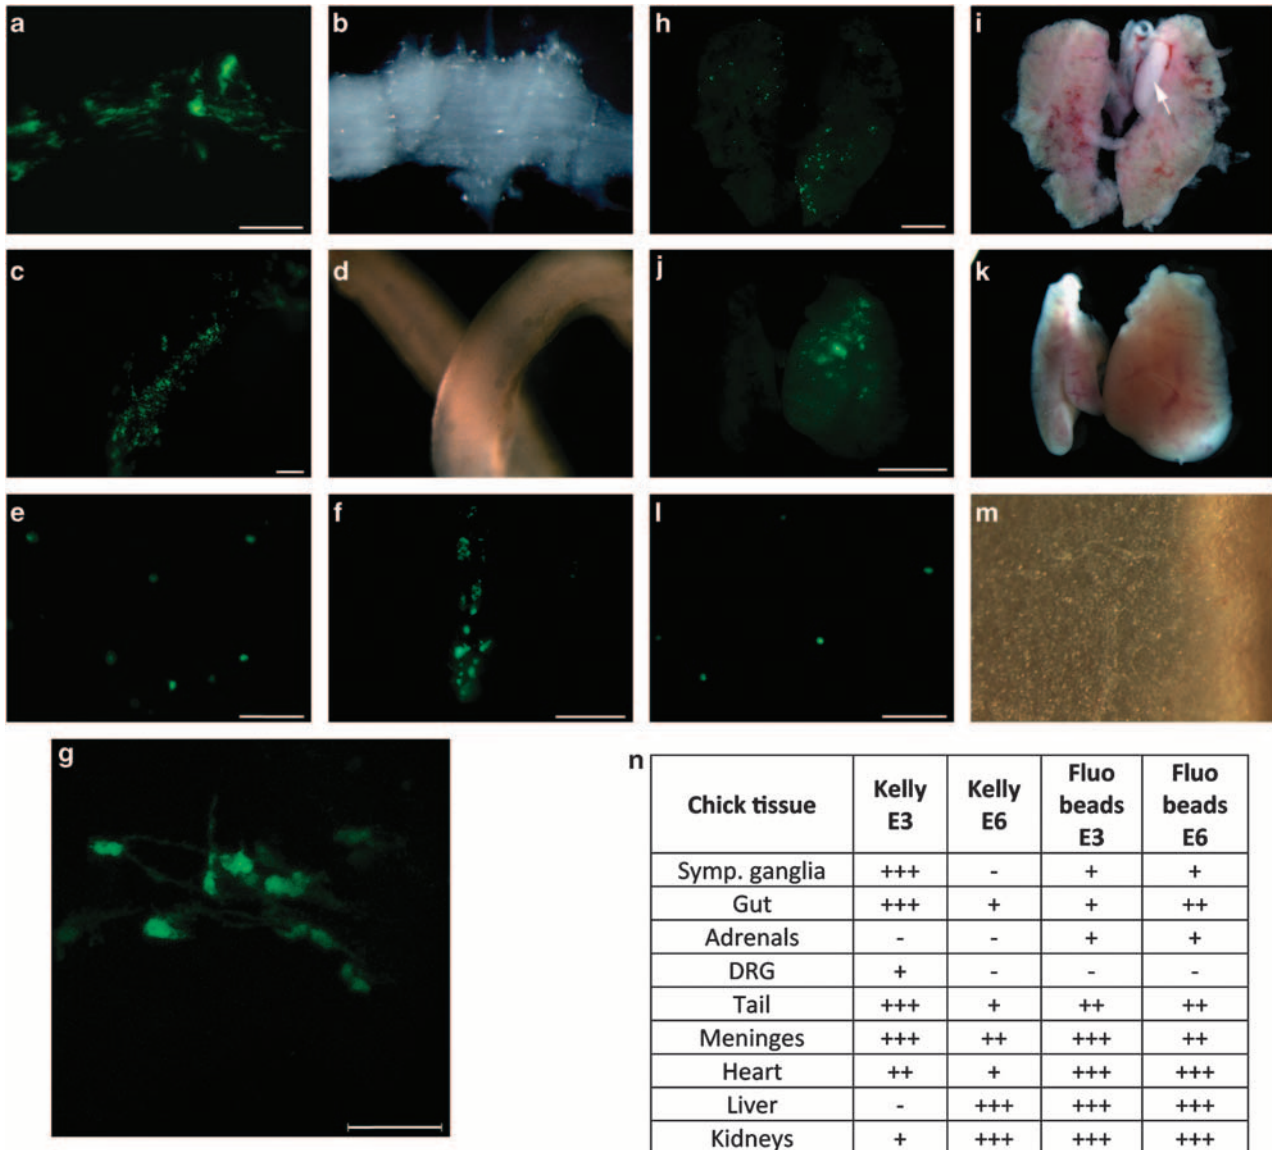 a
b
h
i
c
d
j
k
e
f
l
m
g
n
Chick tissue
Kelly
E3
Kelly
E6
Fluo
beads
E3
Fluo
beads
E6
Symp. ganglia +++ - + +
Gut +++ + + ++
Adrenals - - + +
DRG + - - -
Tail +++ + ++ ++
Meninges +++ ++ +++ ++
Heart ++ + +++ +++
Liver - +++ +++ +++
Kidneys + +++ +++ +++